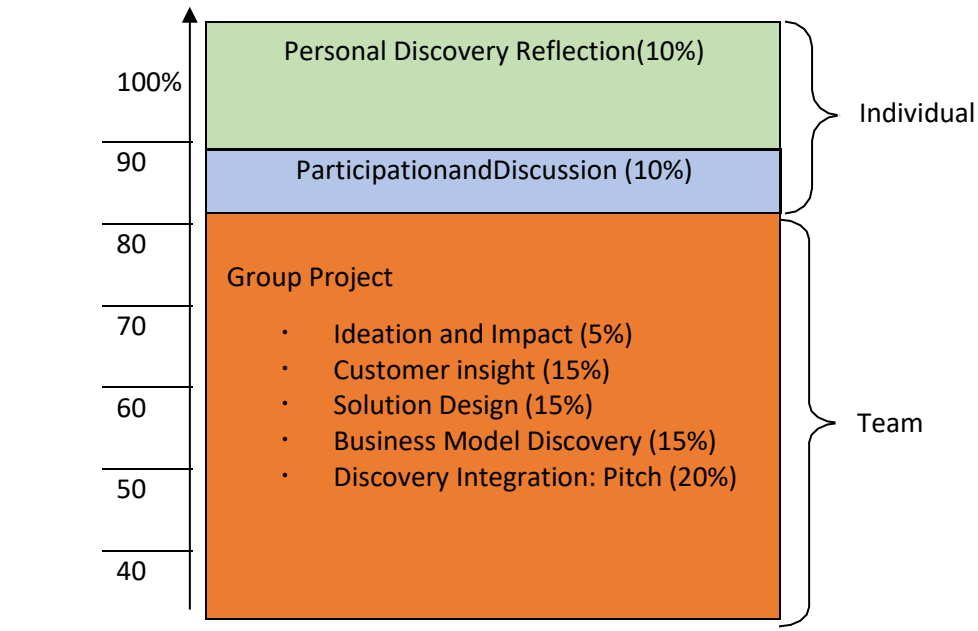 Personal Discovery Reflection(10%)
100%
Individual
90
ParticipationandDiscussion (10%)
80
Group Project
70
· Ideation and Impact (5%)
· Customer insight (15%)
60
· Solution Design (15%)
Team
· Business Model Discovery (15%)
50
· Discovery Integration: Pitch (20%)
40